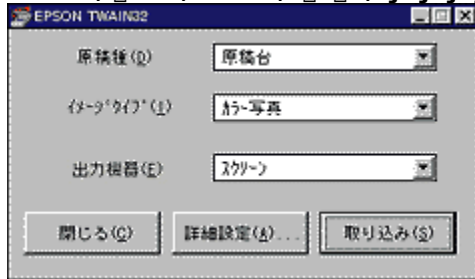 EPSON TWAIN32
原稿種(D)
原稿台
ｲﾒｰｼﾞﾀｲﾌﾟ(I)
ｶﾗｰ写真
出力機器(E)
ｽｸﾘｰﾝ
閉じる(C)
詳細設定(A)...
取り込み(S)